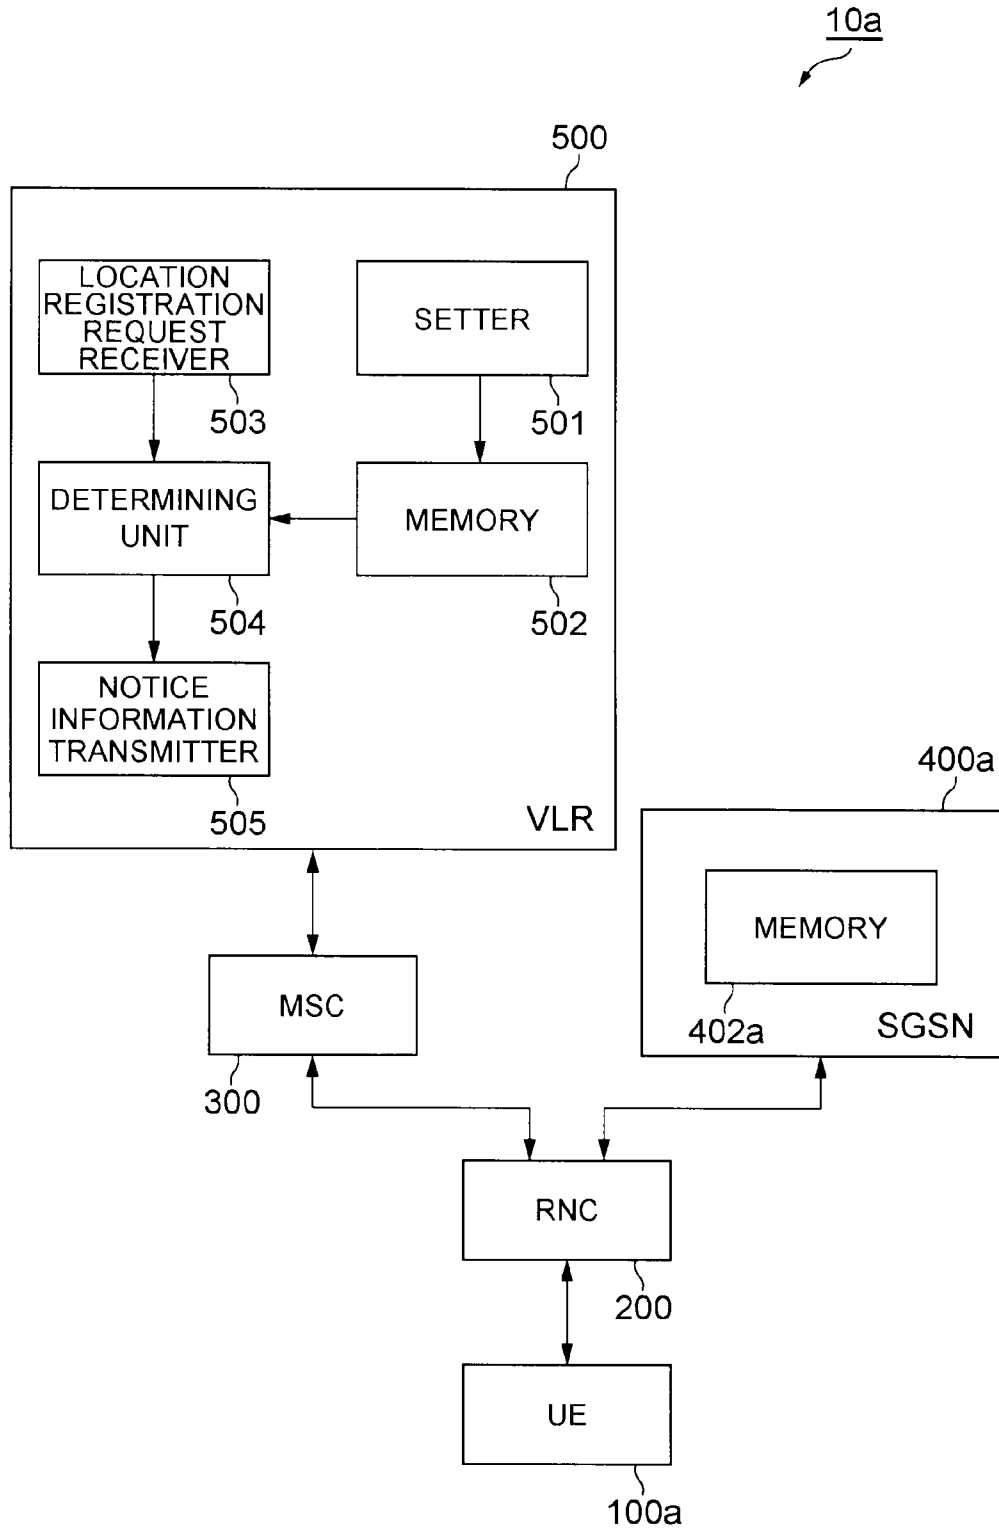 10a
500
LOCATION
REGISTRATION
REQUEST
RECEIVER
SETTER
503
501
DETERMINING
UNIT
MEMORY
504
502
NOTICE
INFORMATION
TRANSMITTER
505
VLR
400a
MEMORY
402a
SGSN
MSC
300
RNC
200
UE
100a